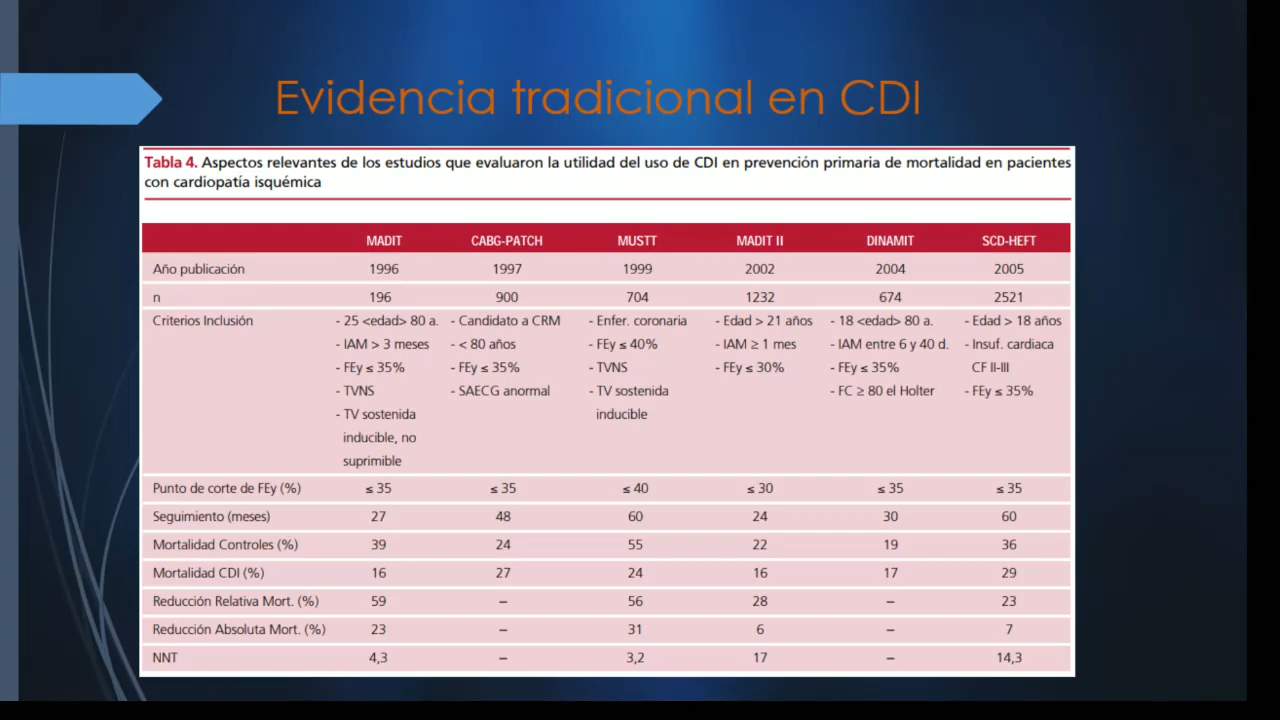 Evidencia tradicional en CDI
Tabla 4. Aspectos relevantes de los estudios que evaluaron la utilidad del uso de CDI en prevención primaria de mortalidad en pacientes
con cardiopatía isquémica
MADIT CABG-PATCH MUSTT MADIT II DINAMIT SCD-HEFT
Año publicación 1996 1997 1999 2002 2004 2005
n 196 900 704 1232 674 2521
Criterios Inclusión - 25 <edad> 80 a. - Candidato a CRM - Enfer. coronaria - Edad > 21 años - 18 <edad> 80 a. - Edad > 18 años
- IAM > 3 meses - < 80 años - FEy ≤ 40% - IAM ≥ 1 mes - IAM entre 6 y 40 d. - Insuf. cardiaca
- FEy ≤ 35% - FEy ≤ 35% - TVNS - FEy ≤ 30% - FEy ≤ 35% CF II-III
- TVNS - SAECG anormal - TV sostenida - FC ≥ 80 el Holter - FEy ≤ 35%
- TV sostenida inducible
inducible, no
suprimible
Punto de corte de FEy (%) ≤ 35 ≤ 35 ≤ 40 ≤ 30 ≤ 35 ≤ 35
Seguimiento (meses) 27 48 60 24 30 60
Mortalidad Controles (%) 39 24 55 22 19 36
Mortalidad CDI (%) 16 27 24 16 17 29
Reducción Relativa Mort. (%) 59 – 56 28 – 23
Reducción Absoluta Mort. (%) 23 – 31 6 – 7
NNT 4,3 – 3,2 17 – 14,3